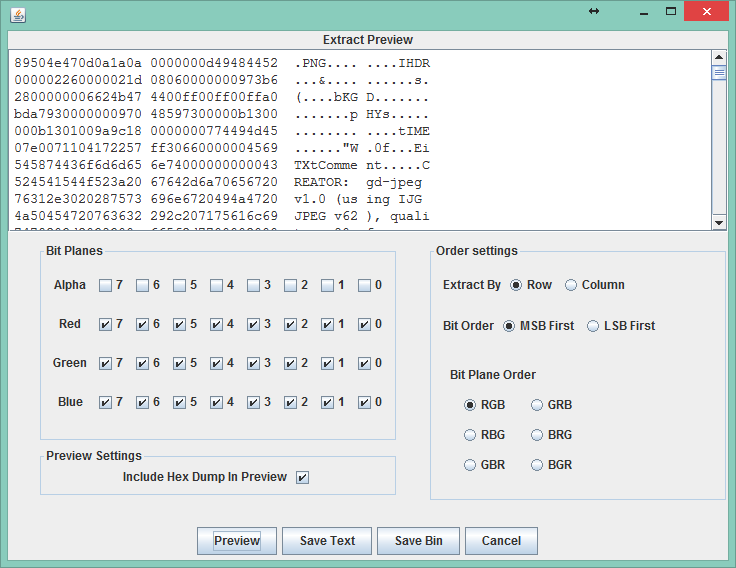 Extract Preview
89504e470d0a1a0a 0000000d49484452 .PNG.... ....IHDR
000002260000021d 08060000000973b6 ...&.... ......s.
2800000006624b47 4400ff00ff00ffa0 (....bKG D.......
bda7930000000970 48597300000b1300 .......p HYs.....
000b1301009a9c18 0000000774494d45 ........ ....tIME
07e0071104172257 ff30660000004569 ......"W .0f...Ei
545874436f6d6d65 6e74000000000043 TXtComme nt.....C
524541544f523a20 67642d6a70656720 REATOR: gd-jpeg
76312e3020287573 696e6720494a4720 v1.0 (us ing IJG
4a50454720763632 292c207175616c69 JPEG v62 ), quali
Bit Planes
Alpha 7 6 5 4 3 2 1 0
Red 7 6 5 4 3 2 1 0
Green 7 6 5 4 3 2 1 0
Blue 7 6 5 4 3 2 1 0
Preview Settings
Include Hex Dump In Preview
Order settings
Extract By Row Column
Bit Order MSB First LSB First
Bit Plane Order
RGB GRB
RBG BRG
GBR BGR
Preview Save Text Save Bin Cancel